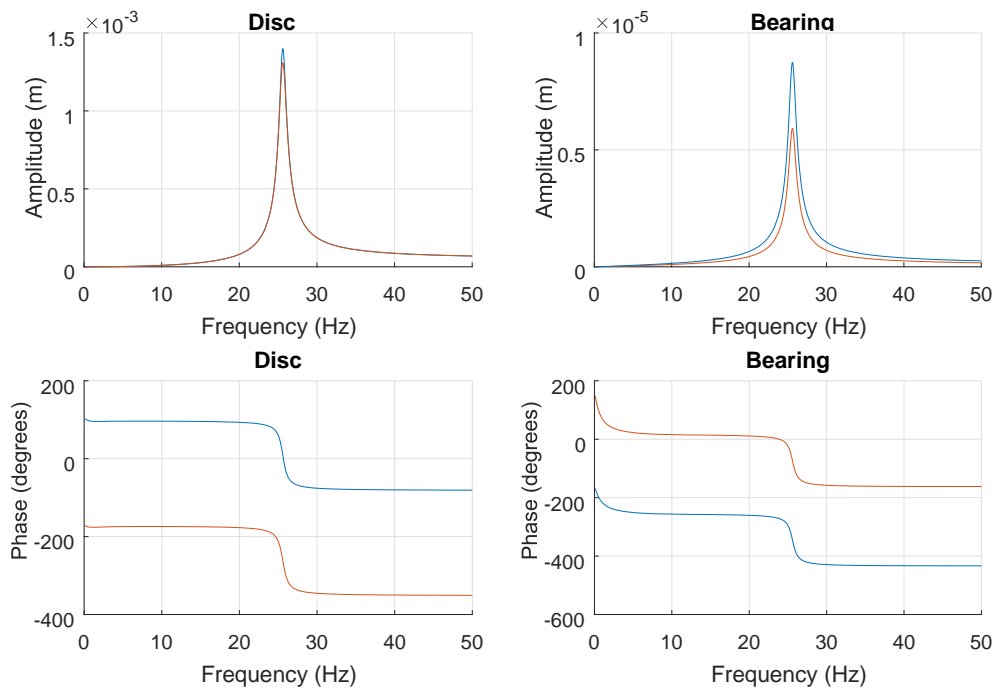 ×10⁻³
Disc
1.5
1
0.5
0
Amplitude (m)
0 10 20 30 40 50
Frequency (Hz)
×10⁻⁵
Bearing
1
0.5
0
Amplitude (m)
0 10 20 30 40 50
Frequency (Hz)
Disc
200
0
-200
-400
Phase (degrees)
0 10 20 30 40 50
Frequency (Hz)
Bearing
200
0
-200
-400
-600
Phase (degrees)
0 10 20 30 40 50
Frequency (Hz)